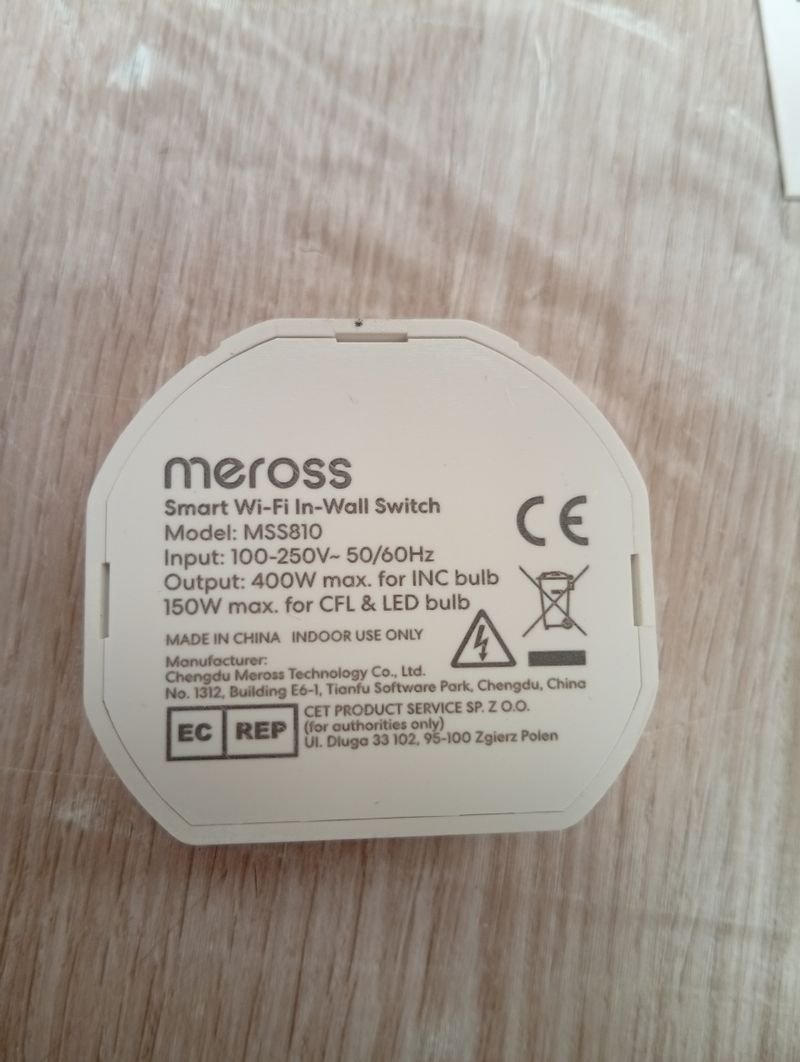 meross
Smart Wi-Fi In-Wall Switch
Model: MSS810
Input: 100-250V~ 50/60Hz
Output: 400W max. for INC bulb
150W max. for CFL & LED bulb
CE
MADE IN CHINA INDOOR USE ONLY
Manufacturer:
Chengdu Meross Technology Co., Ltd.
No. 1312, Building E6-1, Tianfu Software Park, Chengdu, China
EC REP
CET PRODUCT SERVICE SP. Z O.O.
(for authorities only)
Ul. Dluga 33 102, 95-100 Zgierz Polen